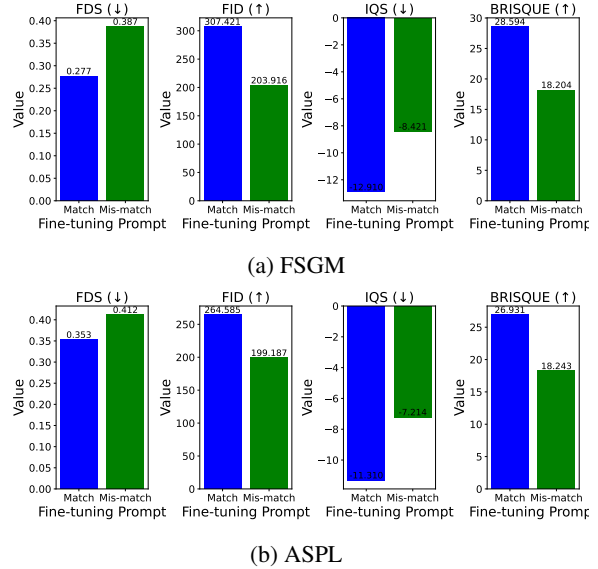 FDS (↓)
0.40
0.35
0.30
0.25
0.20
0.15
0.10
0.05
0.00
Value
0.277
0.387
Match Mis-match
Fine-tuning Prompt
FID (↑)
300
250
200
150
100
50
0
Value
307.421
203.916
Match Mis-match
Fine-tuning Prompt
IQS (↓)
0
−2
−4
−6
−8
−10
−12
Value
-8.421
Match Mis-match
Fine-tuning Prompt
BRISQUE (↑)
30
25
20
15
10
5
0
Value
28.594
18.204
Match Mis-match
Fine-tuning Prompt
(a) FSGM
FDS (↓)
0.40
0.35
0.30
0.25
0.20
0.15
0.10
0.05
0.00
Value
0.353
0.412
Match Mis-match
Fine-tuning Prompt
FID (↑)
250
200
150
100
50
0
Value
264.585
199.187
Match Mis-match
Fine-tuning Prompt
IQS (↓)
0
−2
−4
−6
−8
−10
Value
-11.310
-7.214
Match Mis-match
Fine-tuning Prompt
BRISQUE (↑)
25
20
15
10
5
0
Value
26.931
18.243
Match Mis-match
Fine-tuning Prompt
(b) ASPL